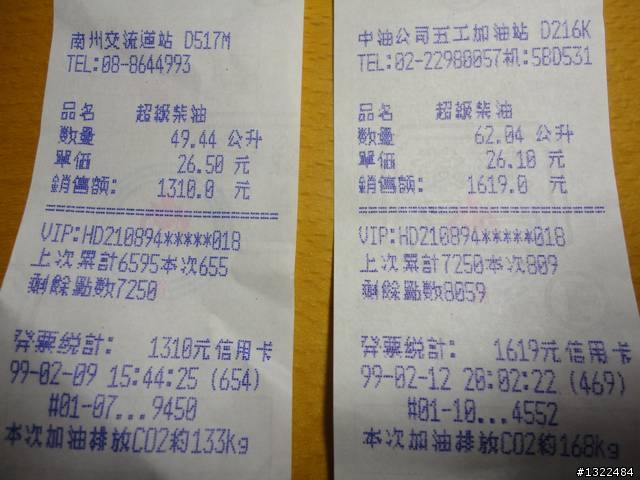 南州交流道站 D517M
TEL:08-8644993
品名 超級柴油
數量 49.44 公升
單價 26.50 元
銷售額: 1310.0 元
VIP:HD210894*****018
上次累計6595本次655
剩餘點數7250
發票統計: 1310元信用卡
99-02-09 15:44:25 (654)
#01-07...9450
本次加油排放CO2約133Kg
中油公司五工加油站 D216K
TEL:02-22980057机:5BD531
品名 超級柴油
數量 62.04 公升
單價 26.10 元
銷售額: 1619.0 元
VIP:HD210894*****018
上次累計7250本次809
剩餘點數8059
發票統計: 1619元信用卡
99-02-12 20:02:22 (469)
#01-10...4552
本次加油排放CO2約168Kg
#1322484